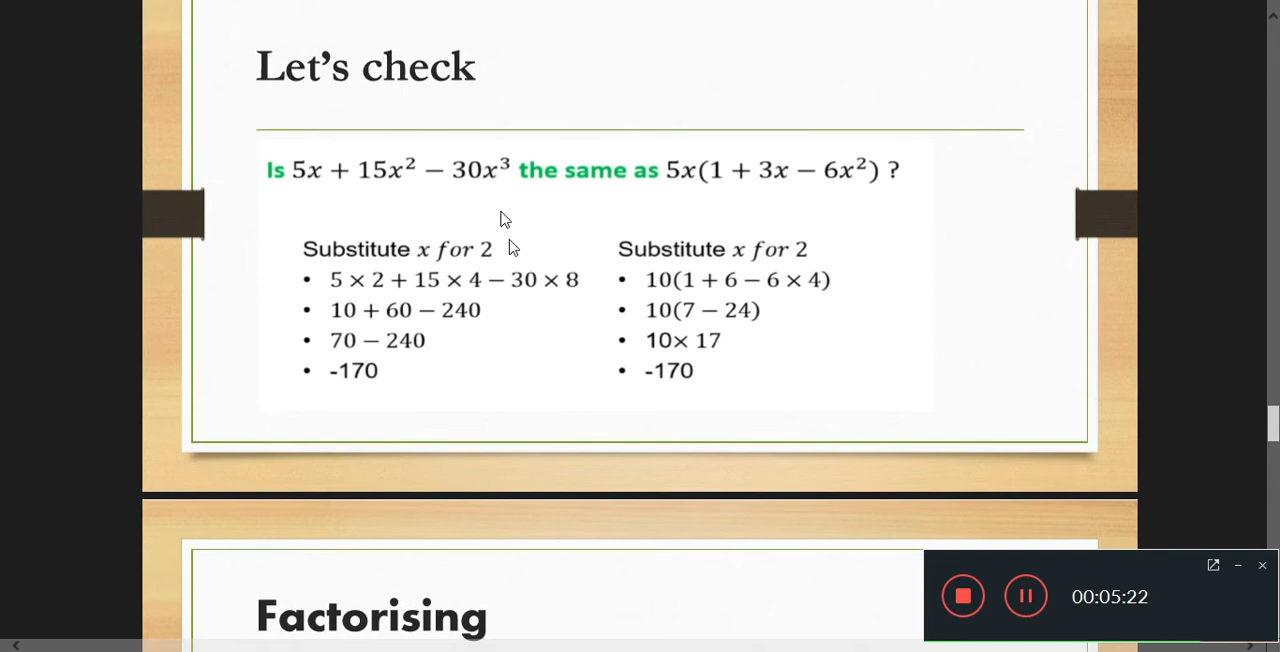 Let's check
Is 5x + 15x² − 30x³ the same as 5x(1 + 3x − 6x²) ?
Substitute x for 2
• 5 × 2 + 15 × 4 − 30 × 8
• 10 + 60 − 240
• 70 − 240
• -170
Substitute x for 2
• 10(1 + 6 − 6 × 4)
• 10(7 − 24)
• 10× 17
• -170
Factorising
00:05:22